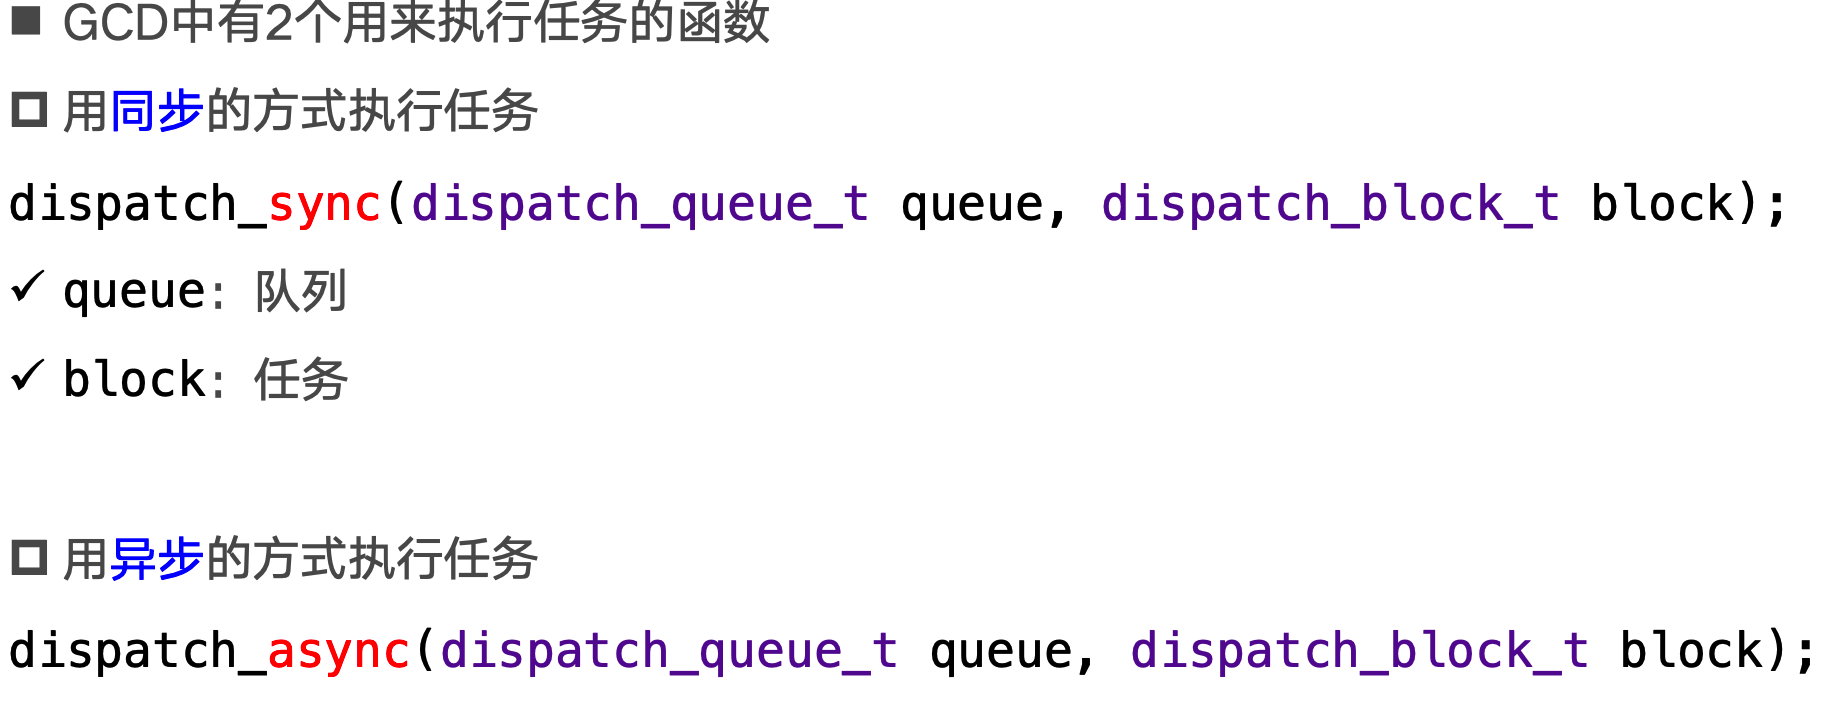 ■ GCD中有2个用来执行任务的函数
□ 用同步的方式执行任务
dispatch_sync(dispatch_queue_t queue, dispatch_block_t block);
✓ queue：队列
✓ block：任务
□ 用异步的方式执行任务
dispatch_async(dispatch_queue_t queue, dispatch_block_t block);